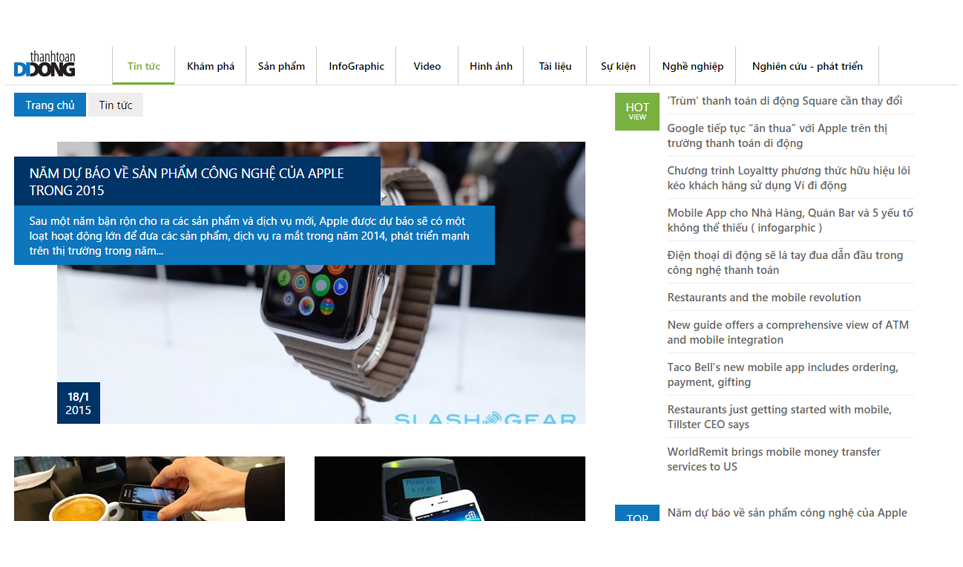 thanhtoan
DIDONG
Tin tức
Khám phá
Sản phẩm
InfoGraphic
Video
Hình ảnh
Tài liệu
Sự kiện
Nghề nghiệp
Nghiên cứu - phát triển
Trang chủ
Tin tức
NĂM DỰ BÁO VỀ SẢN PHẨM CÔNG NGHỆ CỦA APPLE
TRONG 2015
Sau một năm bận rộn cho ra các sản phẩm và dịch vụ mới, Apple được dự báo sẽ có một
loạt hoạt động lớn để đưa các sản phẩm, dịch vụ ra mắt trong năm 2014, phát triển mạnh
trên thị trường trong năm...
18/1
2015
SLASHGEAR
HOT
VIEW
'Trùm' thanh toán di động Square cần thay đổi
Google tiếp tục “ăn thua” với Apple trên thị
trường thanh toán di động
Chương trình Loyaltty phương thức hữu hiệu lôi
kéo khách hàng sử dụng Ví đi động
Mobile App cho Nhà Hàng, Quán Bar và 5 yếu tố
không thể thiếu ( infogarphic )
Điện thoại di động sẽ là tay đua dẫn đầu trong
công nghệ thanh toán
Restaurants and the mobile revolution
New guide offers a comprehensive view of ATM
and mobile integration
Taco Bell's new mobile app includes ordering,
payment, gifting
Restaurants just getting started with mobile,
Tillster CEO says
WorldRemit brings mobile money transfer
services to US
TOP
Năm dự báo về sản phẩm công nghệ của Apple